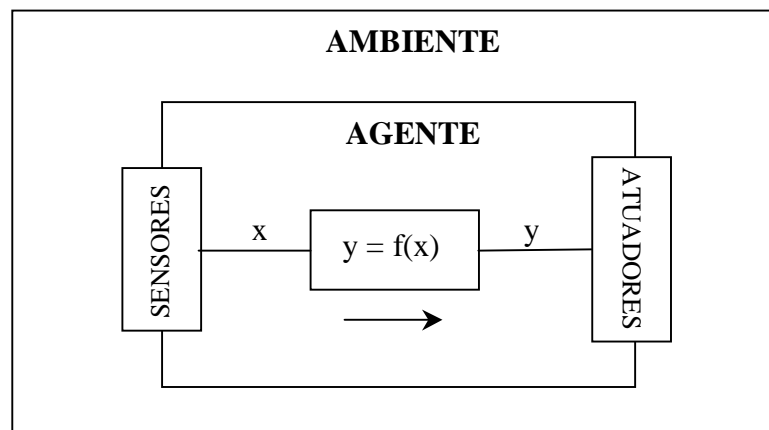 AMBIENTE
AGENTE
SENSORES
x
y = f(x)
y
ATUADORES